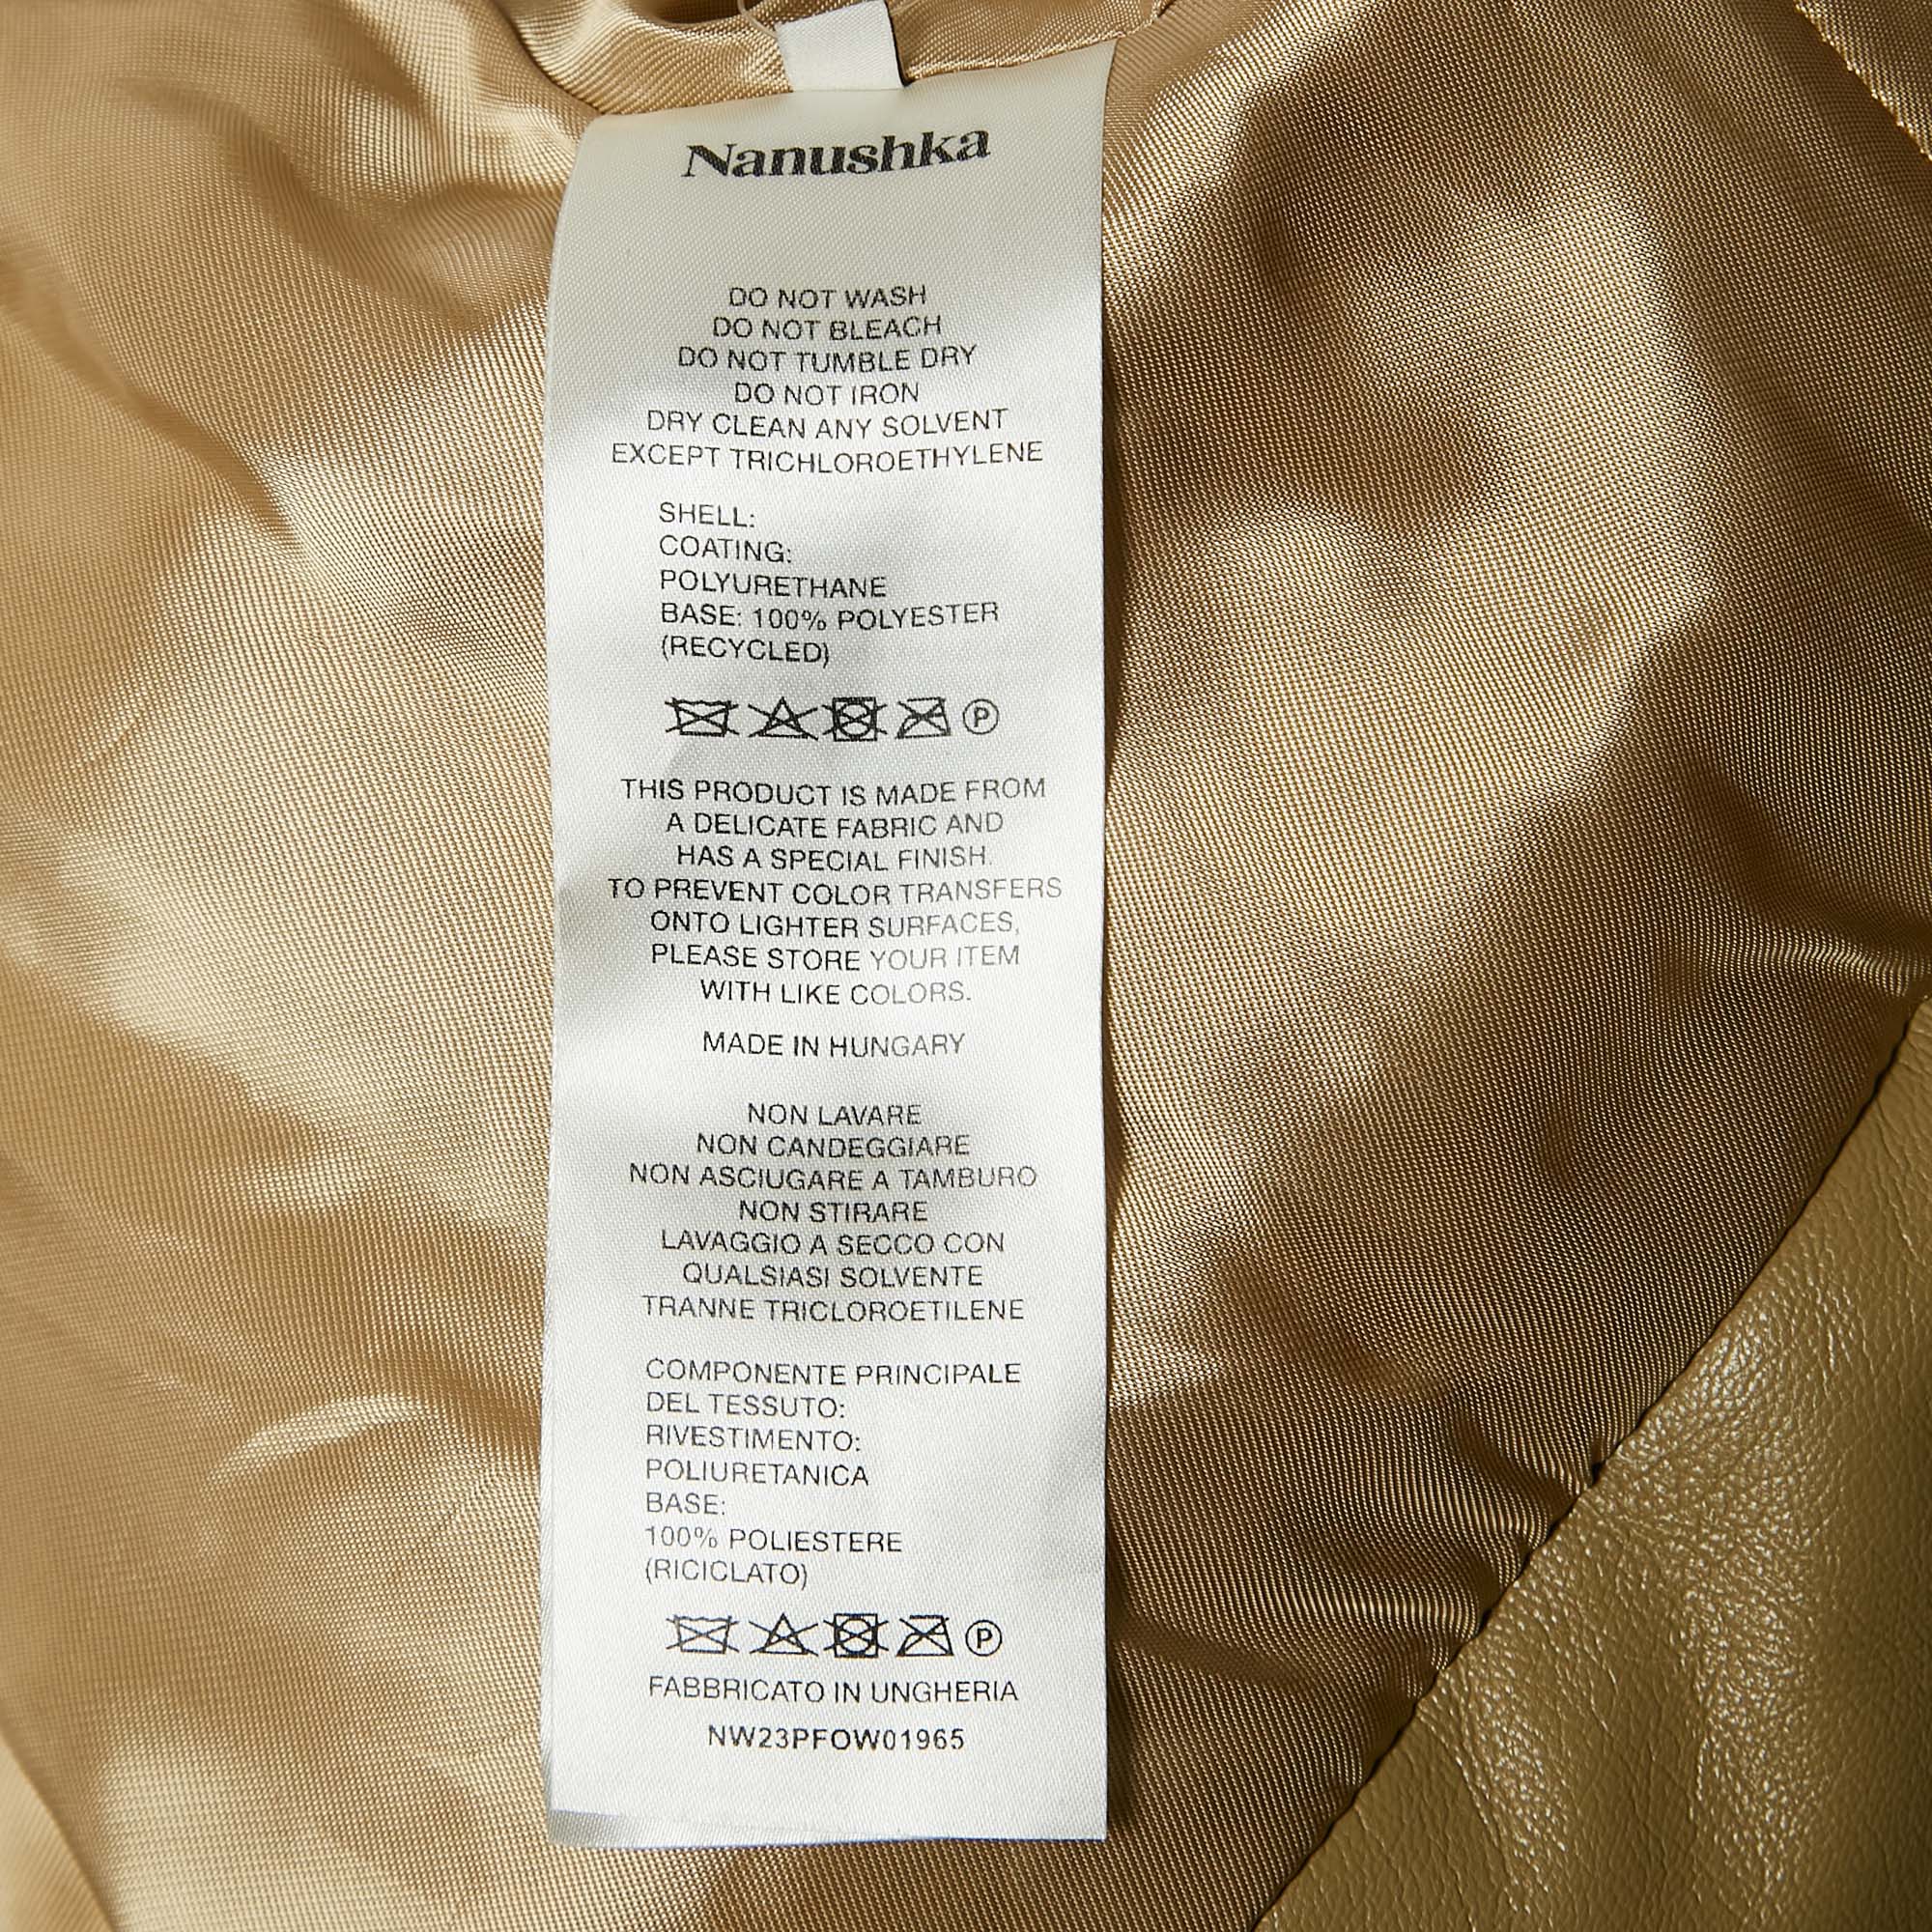 Nanushka
DO NOT WASH
DO NOT BLEACH
DO NOT TUMBLE DRY
DO NOT IRON
DRY CLEAN ANY SOLVENT
EXCEPT TRICHLOROETHYLENE
SHELL:
COATING:
POLYURETHANE
BASE: 100% POLYESTER
(RECYCLED)
P
THIS PRODUCT IS MADE FROM
A DELICATE FABRIC AND
HAS A SPECIAL FINISH.
TO PREVENT COLOR TRANSFERS
ONTO LIGHTER SURFACES,
PLEASE STORE YOUR ITEM
WITH LIKE COLORS.
MADE IN HUNGARY
NON LAVARE
NON CANDEGGIARE
NON ASCIUGARE A TAMBURO
NON STIRARE
LAVAGGIO A SECCO CON
QUALSIASI SOLVENTE
TRANNE TRICLOROETILENE
COMPONENTE PRINCIPALE
DEL TESSUTO:
RIVESTIMENTO:
POLIURETANICA
BASE:
100% POLIESTERE
(RICICLATO)
P
FABBRICATO IN UNGHERIA
NW23PFOW01965